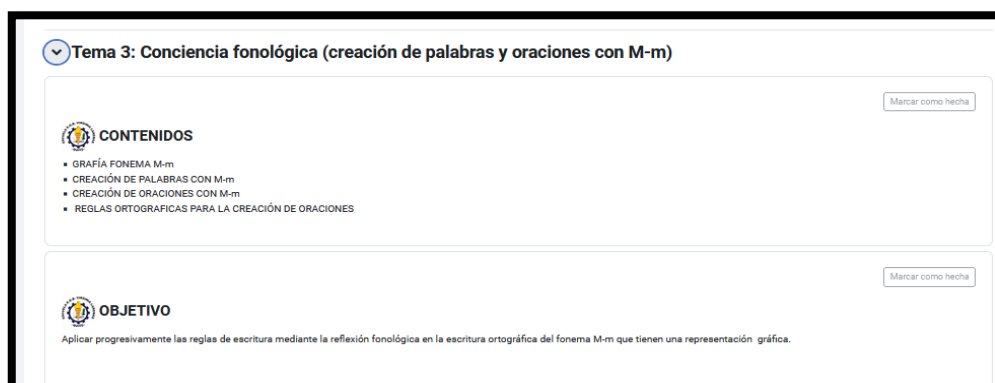 Tema 3: Conciencia fonológica (creación de palabras y oraciones con M-m)
Marcar como hecha
CONTENIDOS
GRAFÍA FONEMA M-m
CREACIÓN DE PALABRAS CON M-m
CREACIÓN DE ORACIONES CON M-m
REGLAS ORTOGRAFICAS PARA LA CREACIÓN DE ORACIONES
Marcar como hecha
OBJETIVO
Aplicar progresivamente las reglas de escritura mediante la reflexión fonológica en la escritura ortográfica del fonema M-m que tienen una representación gráfica.